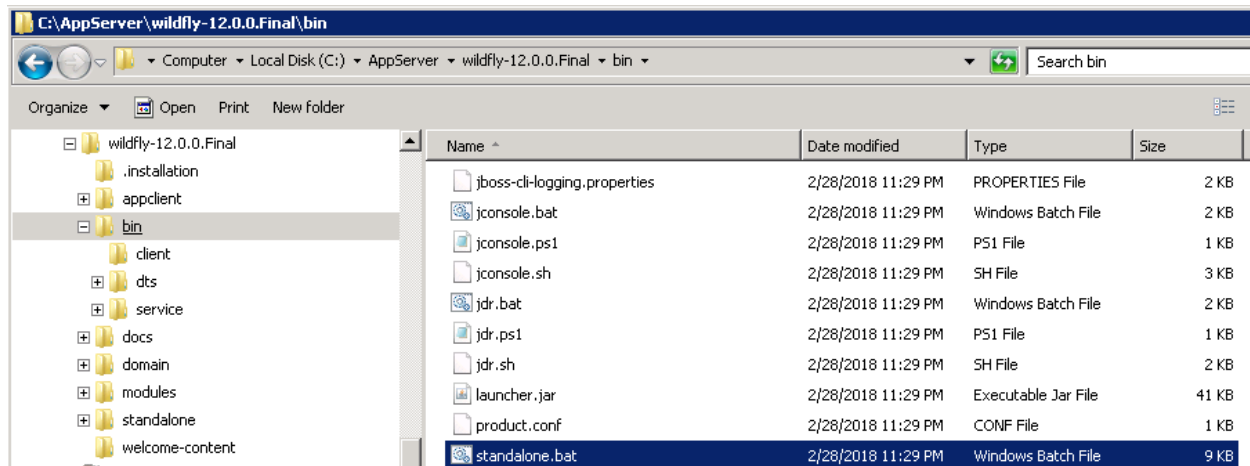 C:\AppServer\wildfly-12.0.0.Final\bin
Computer Local Disk (C:) AppServer wildfly-12.0.0.Final bin
Search bin
Organize Open Print New folder
wildfly-12.0.0.Final
.installation
appclient
bin
client
dts
service
docs
domain
modules
standalone
welcome-content
Name Date modified Type Size
jboss-cli-logging.properties 2/28/2018 11:29 PM PROPERTIES File 2 KB
jconsole.bat 2/28/2018 11:29 PM Windows Batch File 2 KB
jconsole.ps1 2/28/2018 11:29 PM PS1 File 1 KB
jconsole.sh 2/28/2018 11:29 PM SH File 3 KB
jdr.bat 2/28/2018 11:29 PM Windows Batch File 2 KB
jdr.ps1 2/28/2018 11:29 PM PS1 File 1 KB
jdr.sh 2/28/2018 11:29 PM SH File 2 KB
launcher.jar 2/28/2018 11:29 PM Executable Jar File 41 KB
product.conf 2/28/2018 11:29 PM CONF File 1 KB
standalone.bat 2/28/2018 11:29 PM Windows Batch File 9 KB